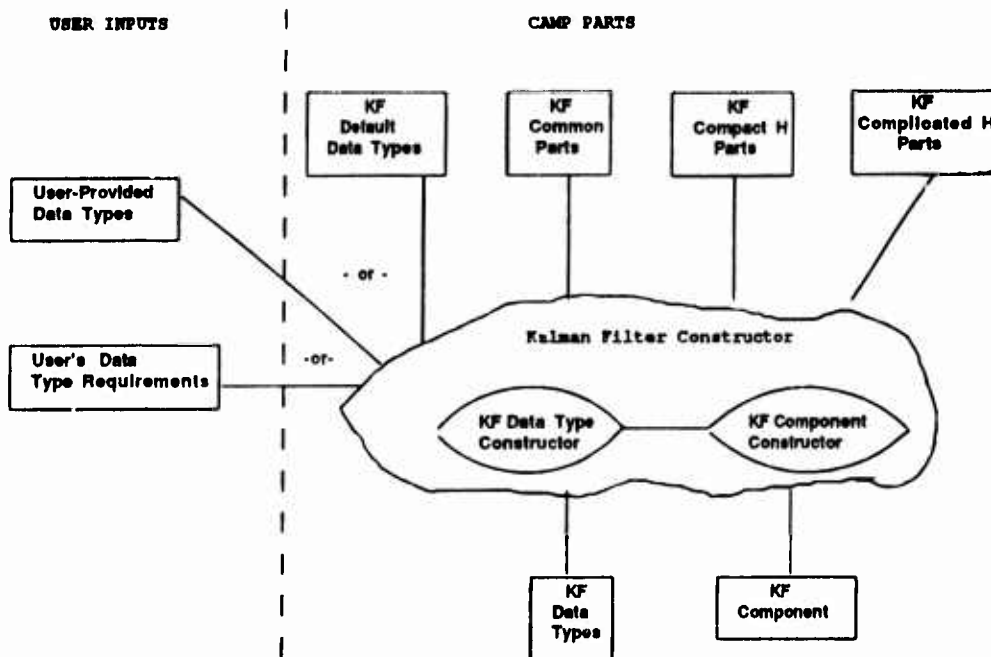 USER INPUTS
CAMP PARTS
KF
Default
Data Types
KF
Common
Parts
KF
Compact H
Parts
KF
Complicated H
Parts
User-Provided
Data Types
- or -
User's Data
Type Requirements
-or-
Kalman Filter Constructor
KF Data Type
Constructor
KF Component
Constructor
KF
Data
Types
KF
Component